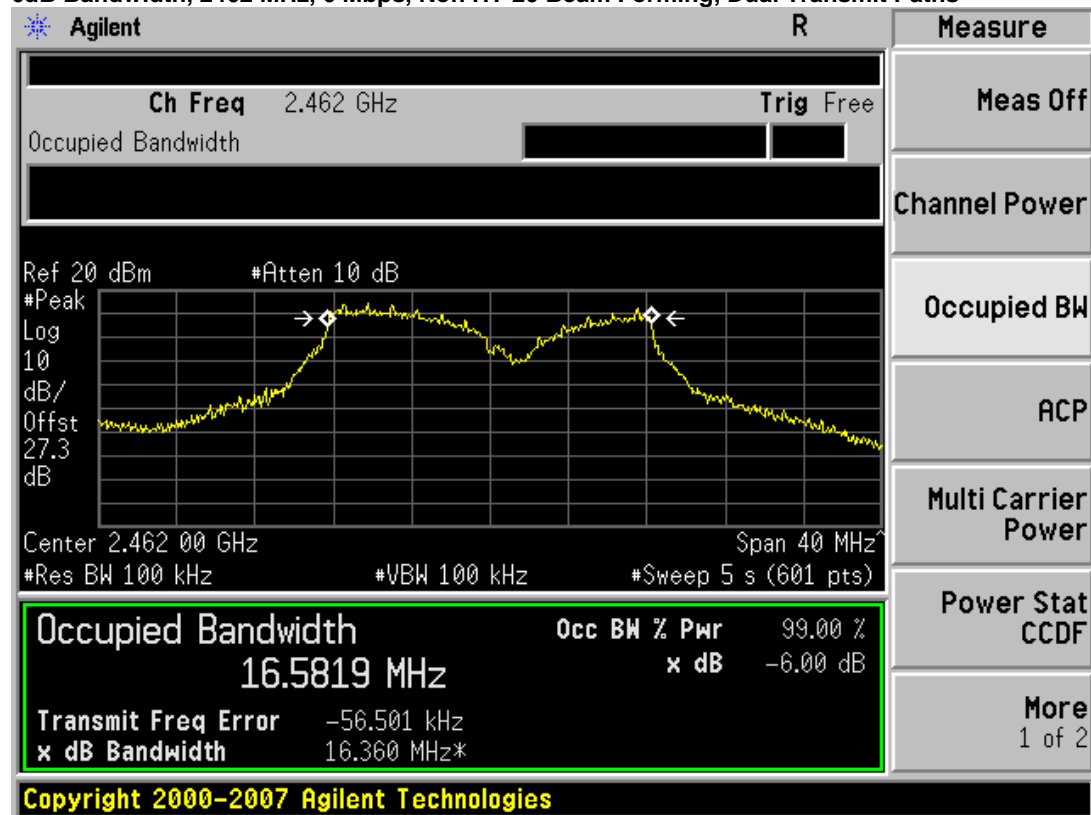 Agilent R Measure
Ch Freq 2.462 GHz Trig Free
Occupied Bandwidth
Meas Off
Channel Power
Occupied BW
ACP
Multi Carrier
Power
Power Stat
CCDF
More
1 of 2
Ref 20 dBm #Atten 10 dB
#Peak
Log
10
dB/
Offst
27.3
dB
Center 2.462 00 GHz Span 40 MHz^
#Res BW 100 kHz #VBW 100 kHz #Sweep 5 s (601 pts)
Occupied Bandwidth Occ BW % Pwr 99.00 %
16.5819 MHz x dB -6.00 dB
Transmit Freq Error -56.501 kHz
x dB Bandwidth 16.360 MHz*
Copyright 2000-2007 Agilent Technologies